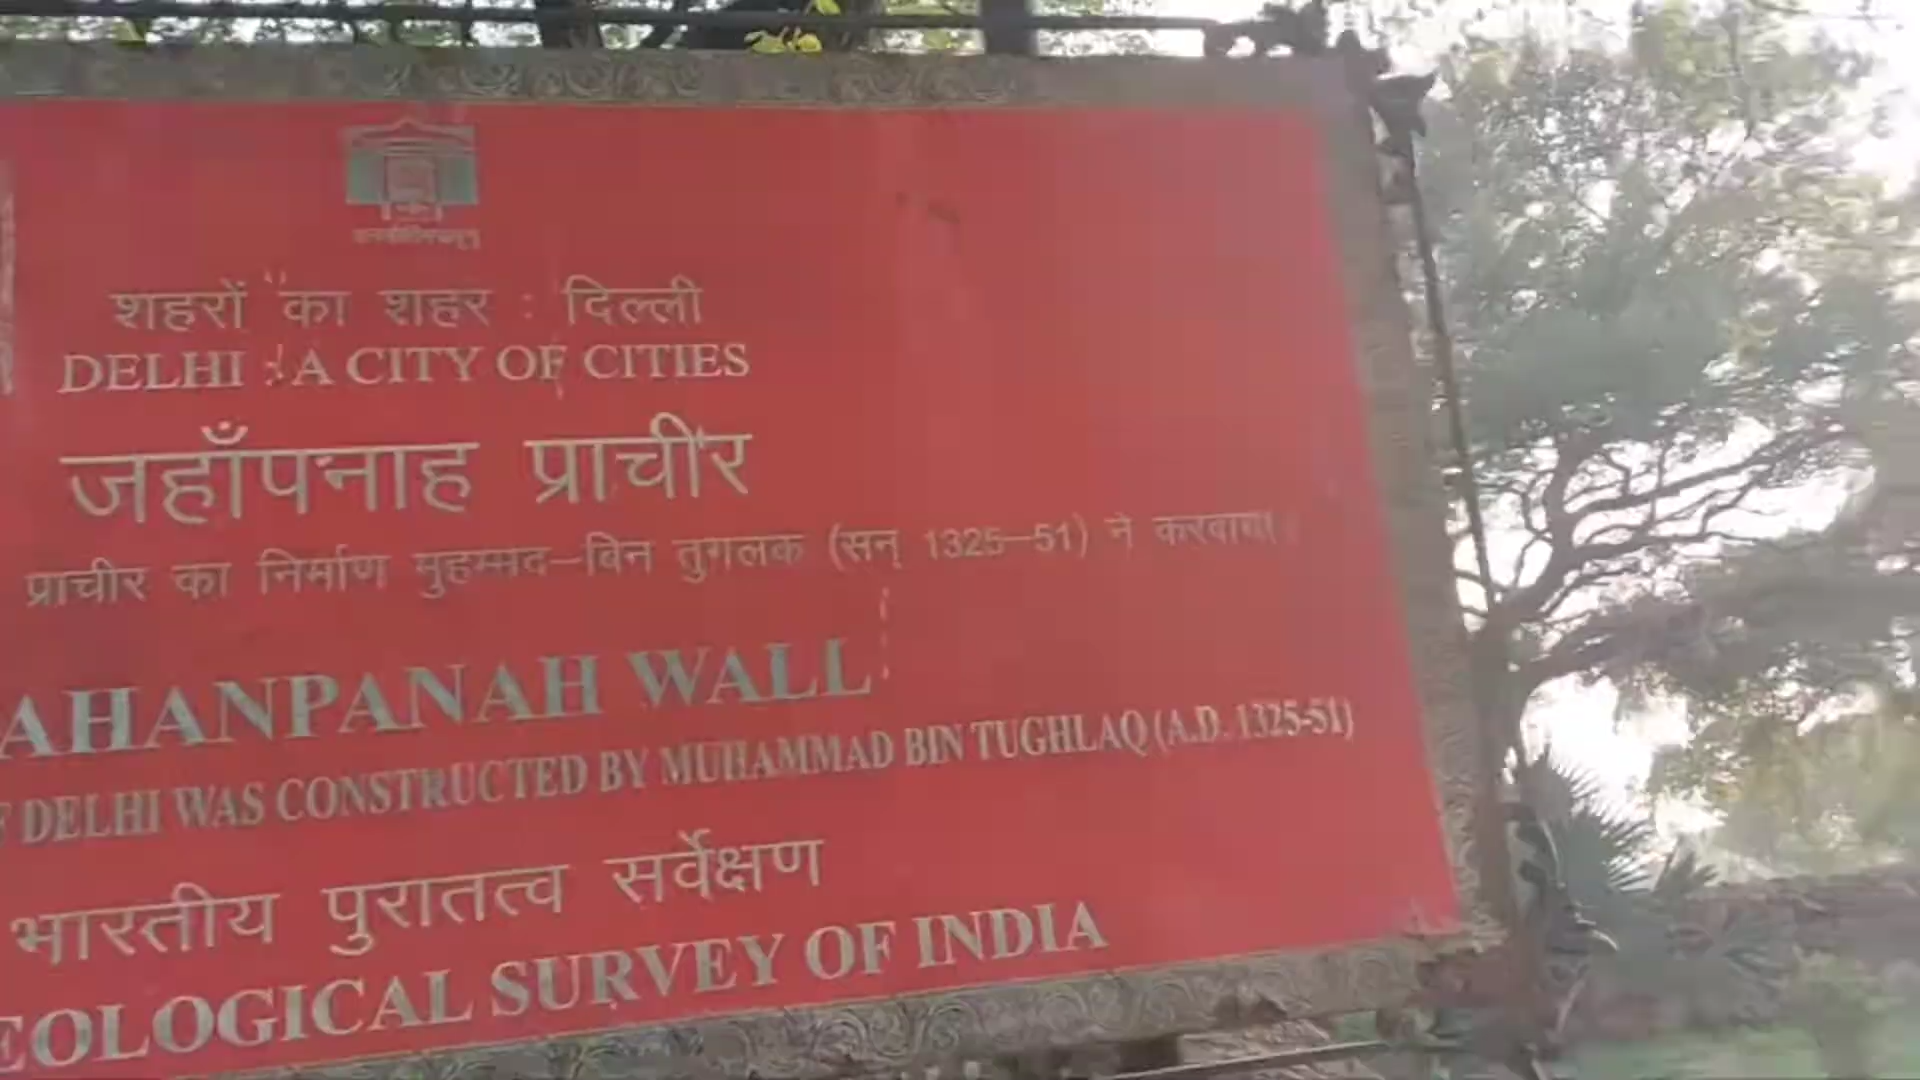 शहरों का शहर : दिल्ली
DELHI : A CITY OF CITIES
जहाँपनाह प्राचीर
प्राचीर का निर्माण मुहम्मद-बिन तुगलक (सन् 1325-51) ने करवाया।
AHANPANAH WALL
F DELHI WAS CONSTRUCTED BY MUHAMMAD BIN TUGHLAQ (A.D. 1325-51)
भारतीय पुरातत्व सर्वेक्षण
EOLOGICAL SURVEY OF INDIA